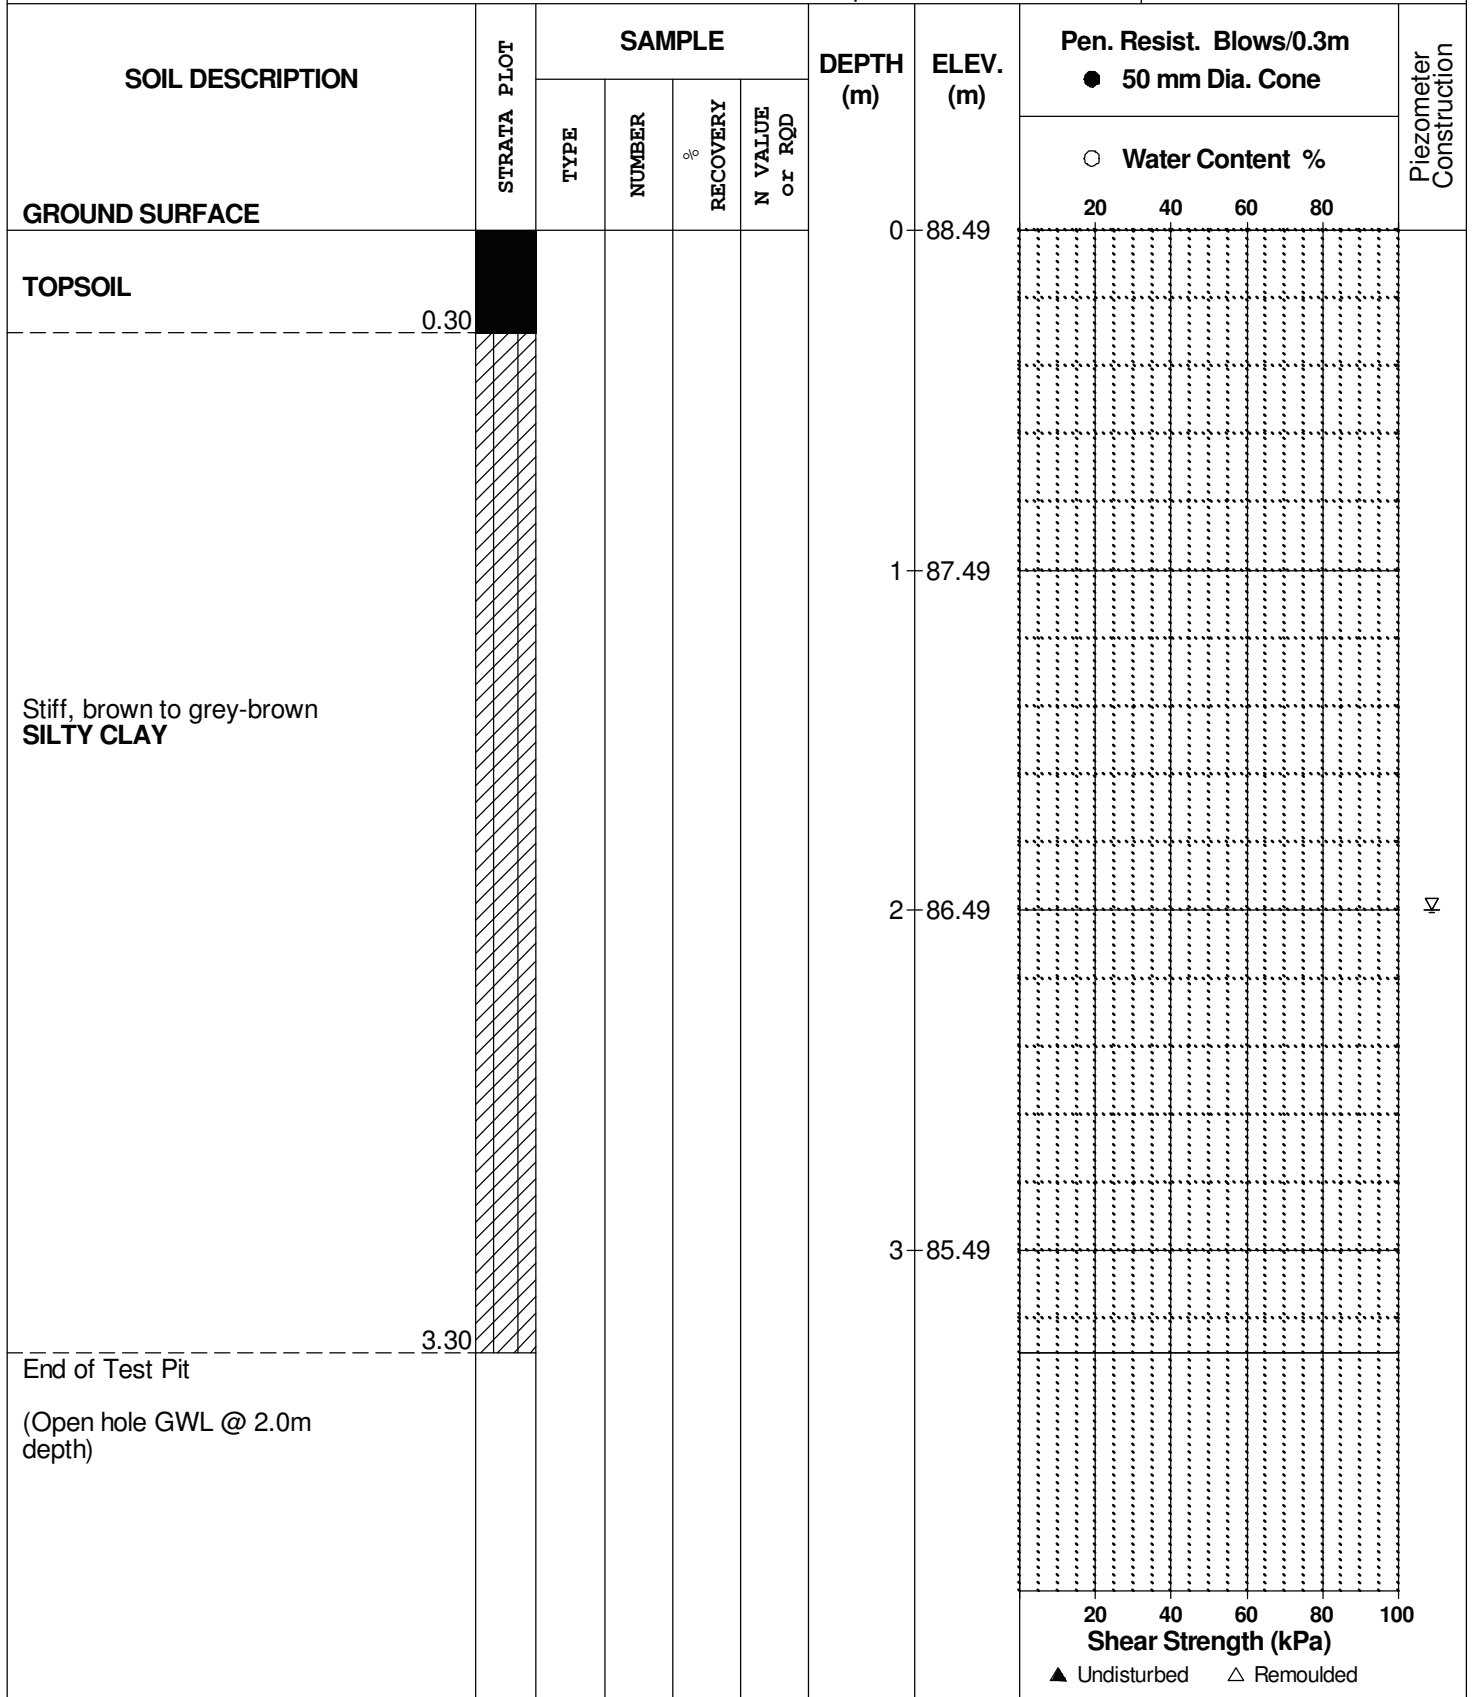 SOIL DESCRIPTION
GROUND SURFACE
STRATA PLOT
SAMPLE
TYPE
NUMBER
%
RECOVERY
N VALUE
or RQD
DEPTH
(m)
ELEV.
(m)
Pen. Resist. Blows/0.3m
● 50 mm Dia. Cone
○ Water Content %
20 40 60 80
Piezometer
Construction
0 88.49
TOPSOIL
0.30
1 87.49
Stiff, brown to grey-brown
SILTY CLAY
2 86.49
3 85.49
3.30
End of Test Pit
(Open hole GWL @ 2.0m
depth)
20 40 60 80 100
Shear Strength (kPa)
▲ Undisturbed △ Remoulded